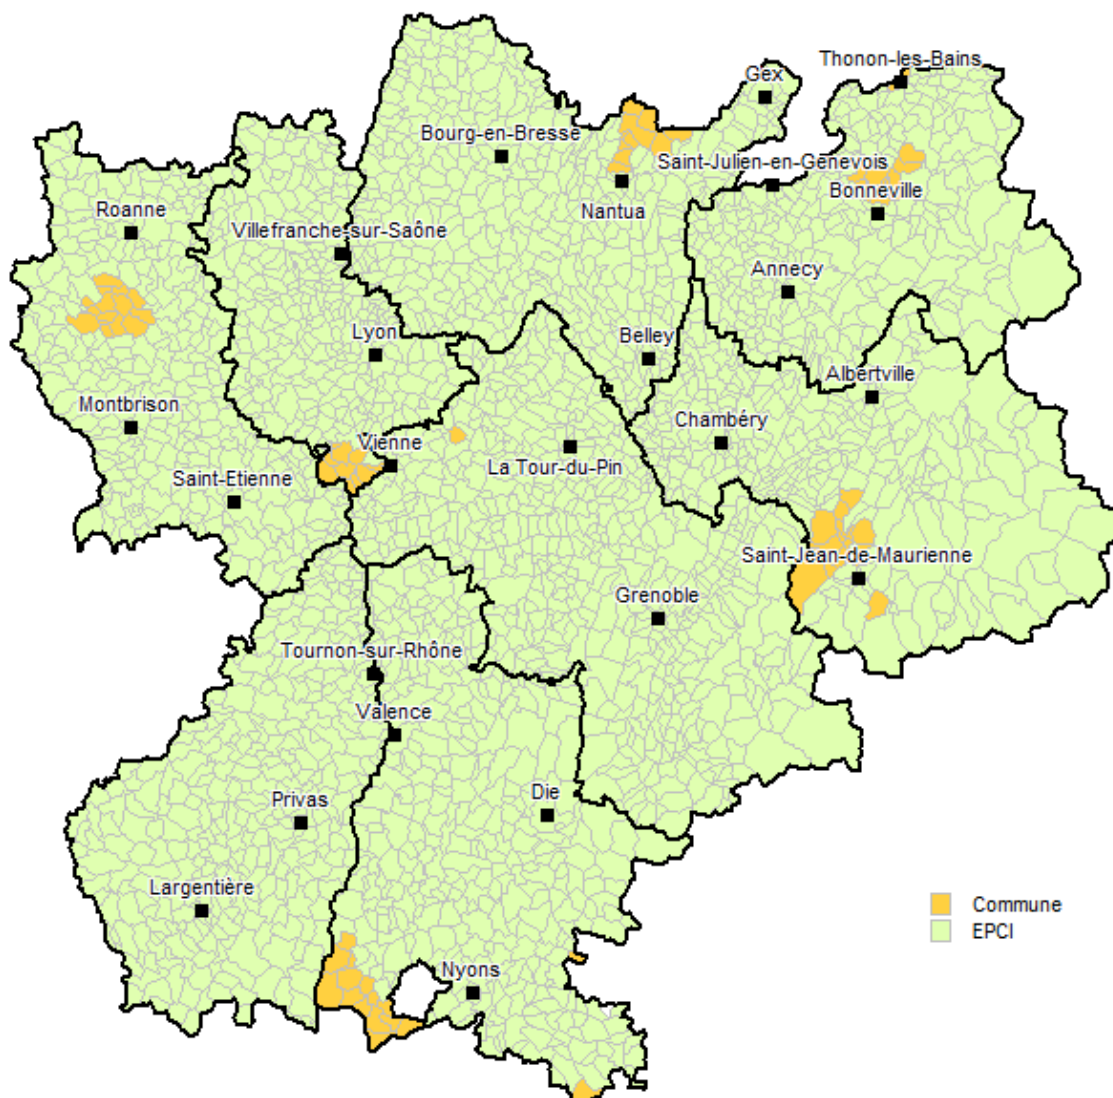 Thonon-les-Bains
Gex
Bourg-en-Bresse
Saint-Julien-en-Genevois
Bonneville
Nantua
Roanne
Villefranche-sur-Saône
Annecy
Lyon
Belley
Albertville
Montbrison
Chambéry
Vienne
La Tour-du-Pin
Saint-Etienne
Saint-Jean-de-Maurienne
Grenoble
Tournon-sur-Rhône
Valence
Privas
Die
Largentière
Commune
EPCI
Nyons